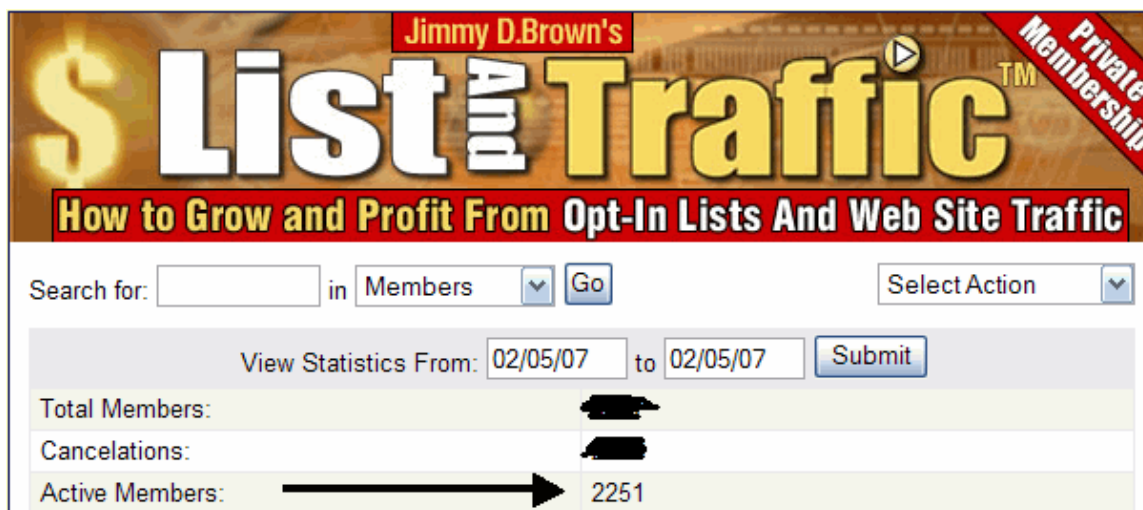 Jimmy D.Brown's
$ List And Traffic TM
Private Membership
How to Grow and Profit From Opt-In Lists And Web Site Traffic
Search for: in Members Go Select Action
View Statistics From: 02/05/07 to 02/05/07 Submit
Total Members:
Cancelations:
Active Members: 2251